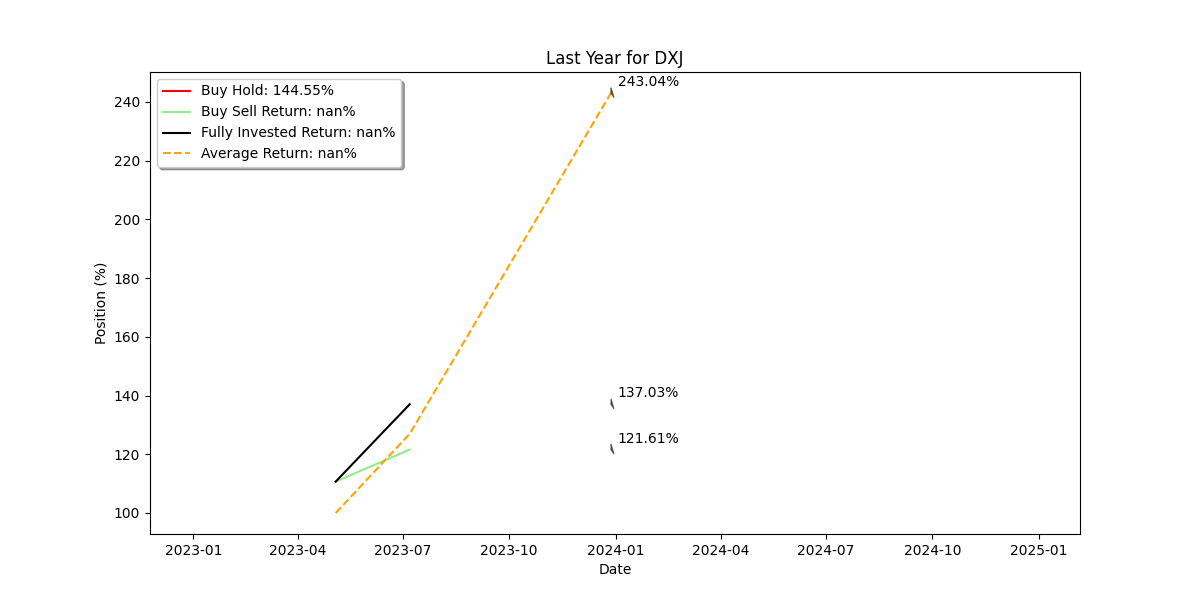 Last Year for DXJ
Buy Hold: 144.55%
Buy Sell Return: nan%
Fully Invested Return: nan%
Average Return: nan%
243.04%
137.03%
121.61%
Position (%)
240
220
200
180
160
140
120
100
2023-01 2023-04 2023-07 2023-10 2024-01 2024-04 2024-07 2024-10 2025-01
Date